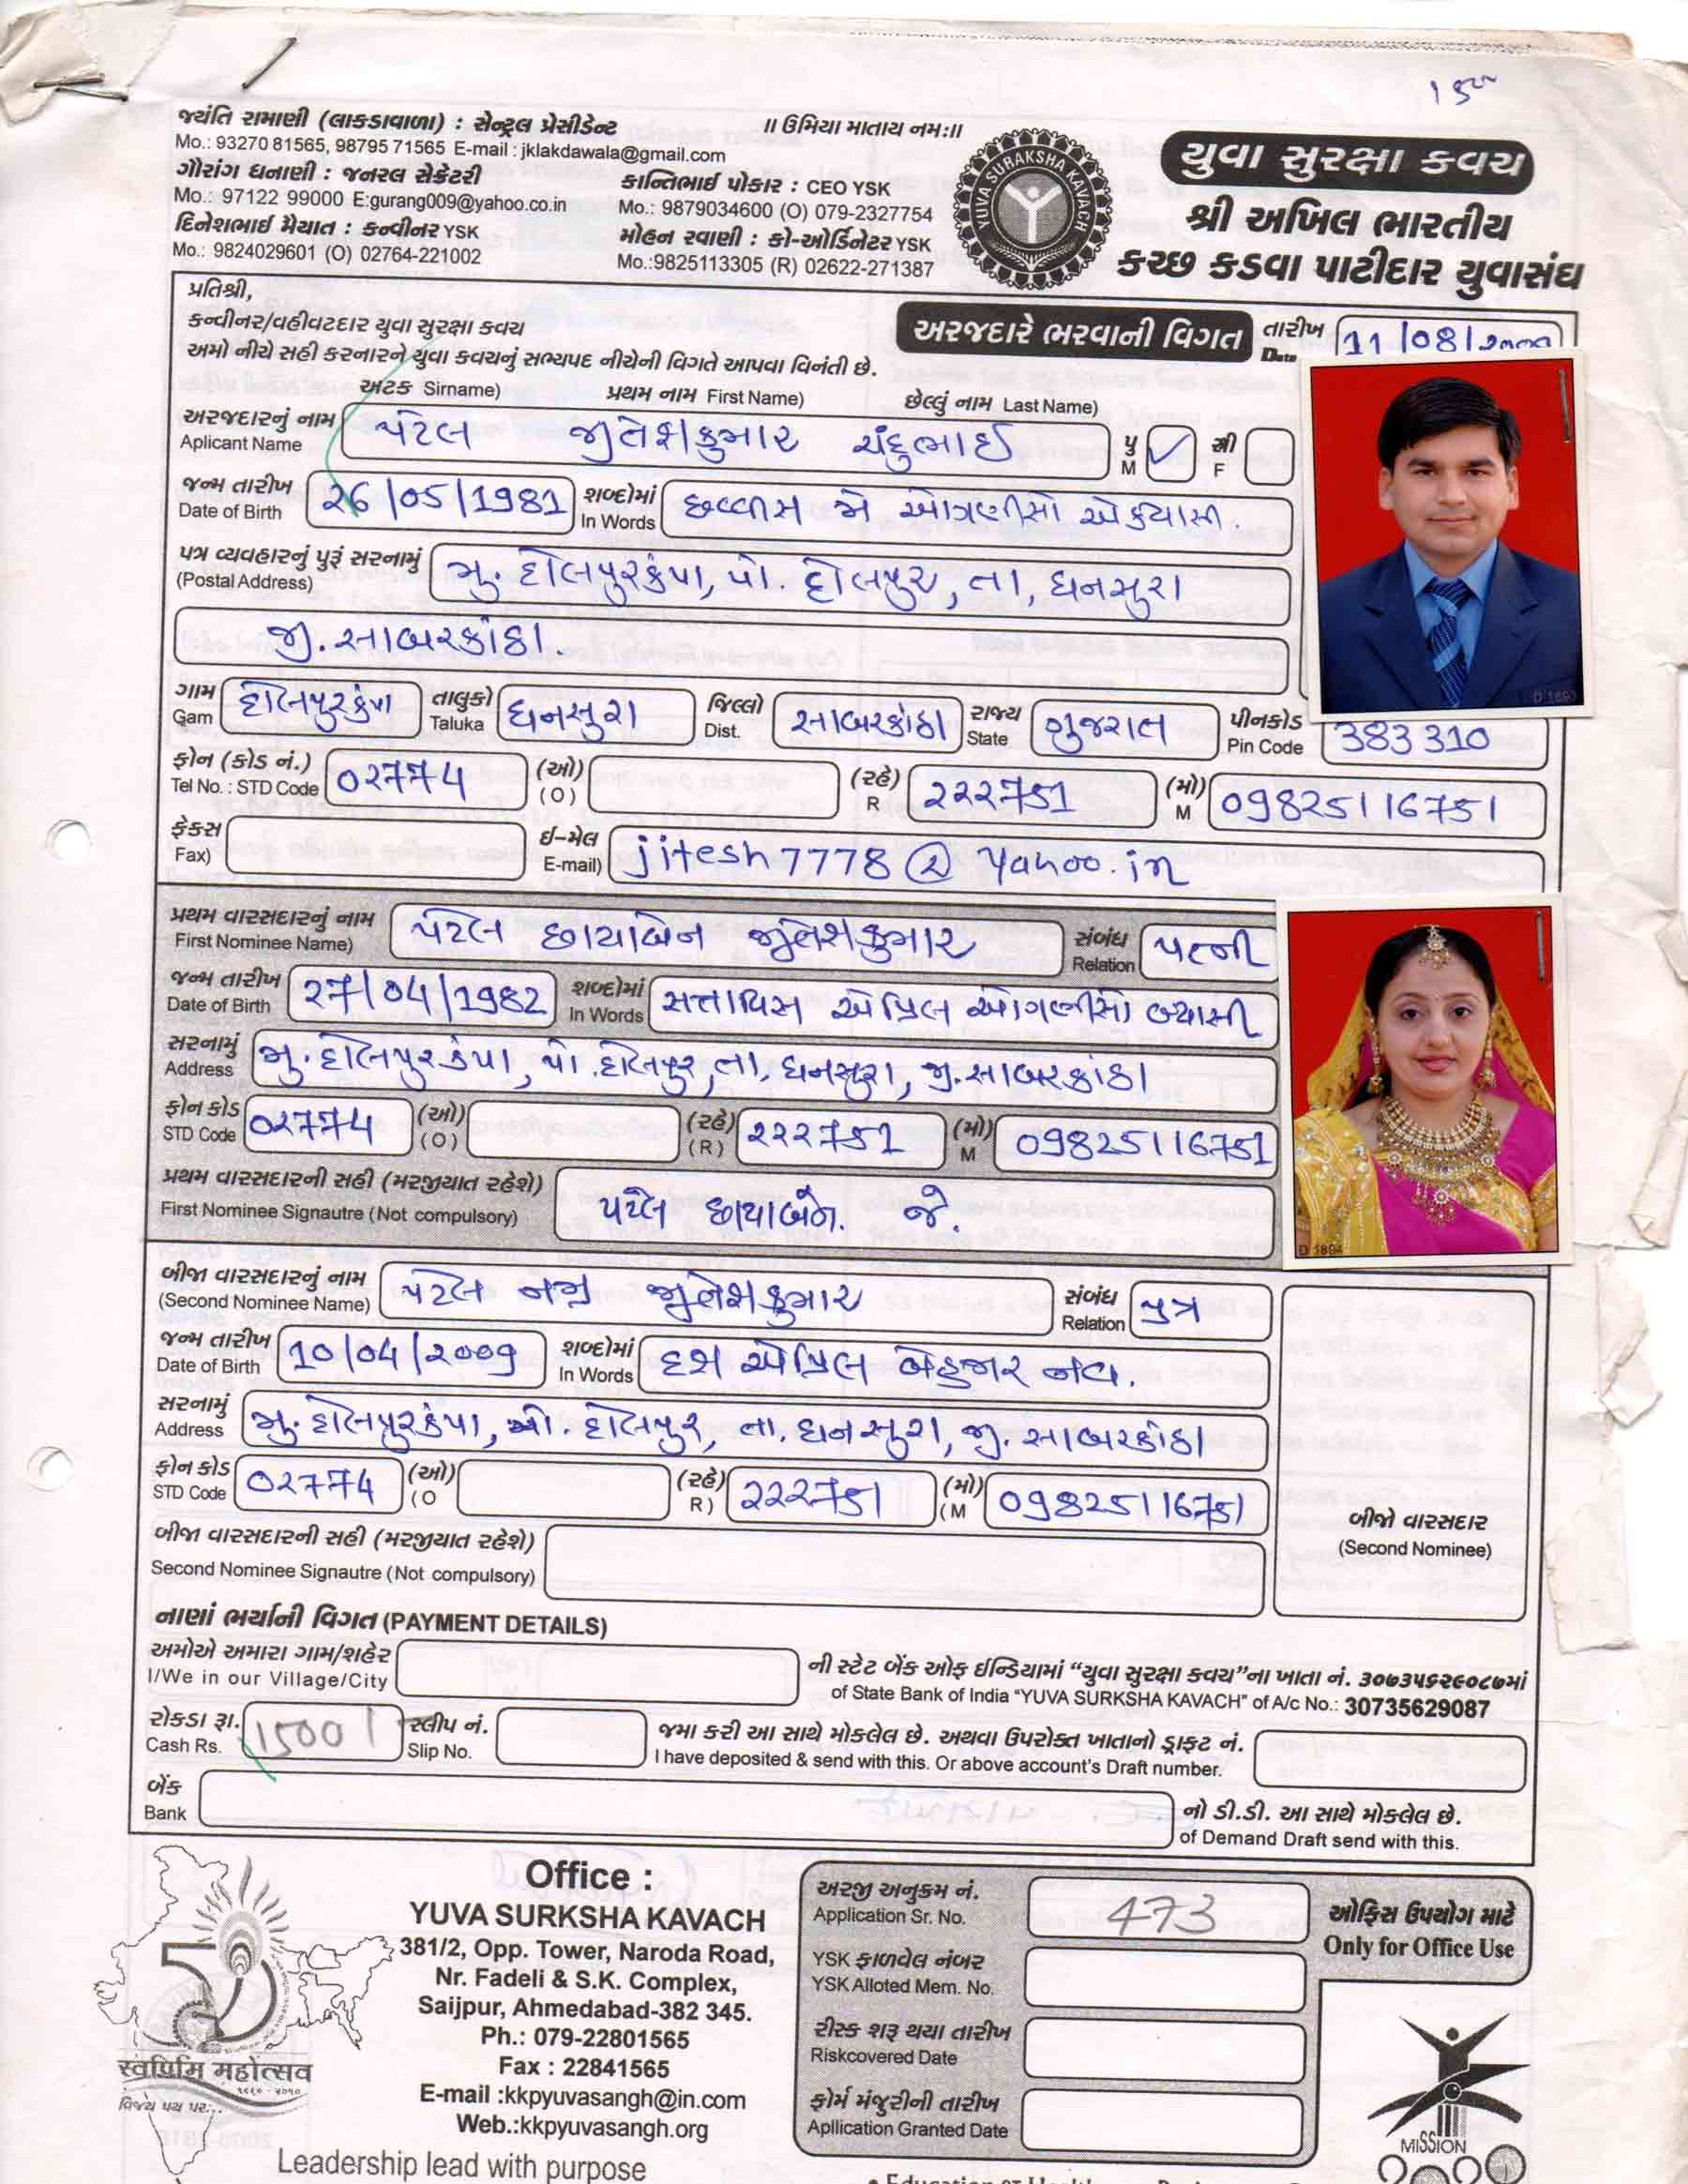 જયંતિ રામાણી (લાકડાવાળા) : સેન્ટ્રલ પ્રેસીડેન્ટ
Mo.: 93270 81565, 98795 71565 E-mail : jklakdawala@gmail.com
ગૌરાંગ ધનાણી : જનરલ સેક્રેટરી
Mo.: 97122 99000 E:gurang009@yahoo.co.in
દિનેશભાઈ મૈયાત : કન્વીનર YSK
Mo.: 9824029601 (O) 02764-221002
॥ ઉમિયા માતાય નમઃ॥
કાન્તિભાઈ પોકાર : CEO YSK
Mo.: 9879034600 (O) 079-2327754
મોહન રવાણી : કો-ઓર્ડિનેટર YSK
Mo.:9825113305 (R) 02622-271387
YUVA SURAKSHA KAVACH
યુવા સુરક્ષા કવચ
શ્રી અખિલ ભારતીય
કચ્છ કડવા પાટીદાર યુવાસંઘ
પ્રતિશ્રી,
કન્વીનર/વહીવટદાર યુવા સુરક્ષા કવચ
અમો નીચે સહી કરનારને યુવા કવચનું સભ્યપદ નીચેની વિગતે આપવા વિનંતી છે.
અરજદારે ભરવાની વિગત તારીખ Date 11/08/
અટક Sirname) પ્રથમ નામ First Name) છેલ્લું નામ Last Name)
અરજદારનું નામ Aplicant Name પટેલ જીતેશકુમાર ચંદુભાઈ પુ M ✓ સ્રી F
જન્મ તારીખ Date of Birth 26/05/1981 શબ્દોમાં In Words છવ્વીસ મે ઓગણીસો એક્યાસી.
પત્ર વ્યવહારનું પુરૂં સરનામું (Postal Address) મુ. દોલપુરકંપા, પો. દોલપુર, તા, ધનસુરા
જી. સાબરકાંઠા.
ગામ Gam દોલપુરકંપા તાલુકો Taluka ધનસુરા જિલ્લો Dist. સાબરકાંઠા રાજ્ય State ગુજરાત પીનકોડ Pin Code 383310
ફોન (કોડ નં.) Tel No. : STD Code 02774 (ઓ) (O) (રહે) R ૨૨૨751 (મો) M 09825116751
ફેકસ Fax) ઈ-મેલ E-mail) jitesh7778@yahoo.in
પ્રથમ વારસદારનું નામ First Nominee Name) પટેલ છાયાબેન જીતેશકુમાર સંબંધ Relation પત્ની
જન્મ તારીખ Date of Birth 27/04/1982 શબ્દોમાં In Words સત્તાવિસ એપ્રિલ ઓગણીસો બ્યાસી
સરનામું Address મુ. દોલપુરકંપા, પો. દોલપુર, તા. ધનસુરા, જી. સાબરકાંઠા
ફોન કોડ STD Code 02774 (ઓ) (O) (રહે) (R) ૨૨૨751 (મો) M 09825116751
પ્રથમ વારસદારની સહી (મરજીયાત રહેશે) First Nominee Signautre (Not compulsory) પટેલ છાયાબેન. જે.
D 1894
બીજા વારસદારનું નામ (Second Nominee Name) પટેલ જીતેશકુમાર સંબંધ Relation પુત્ર
જન્મ તારીખ Date of Birth 10/04/2009 શબ્દોમાં In Words દશ એપ્રિલ બેહજાર નવ.
સરનામું Address મુ. દોલપુરકંપા, પો. દોલપુર, તા. ધનસુરા, જી. સાબરકાંઠા
ફોન કોડ STD Code 02774 (ઓ) (O (રહે) R) ૨૨૨751 (મો) (M 09825116751
બીજા વારસદારની સહી (મરજીયાત રહેશે)
Second Nominee Signautre (Not compulsory)
બીજો વારસદાર
(Second Nominee)
નાણાં ભર્યાની વિગત (PAYMENT DETAILS)
અમોએ અમારા ગામ/શહેર ની સ્ટેટ બેંક ઓફ ઈન્ડિયામાં “યુવા સુરક્ષા કવચ”ના ખાતા નં. ૩૦૭૩૫૬૨૯૦૮૭માં
I/We in our Village/City of State Bank of India “YUVA SURKSHA KAVACH” of A/c No.: 30735629087
રોકડા રૂા. Cash Rs. 1500/ સ્લીપ નં. Slip No. જમા કરી આ સાથે મોકલેલ છે. અથવા ઉપરોક્ત ખાતાનો ડ્રાફ્ટ નં.
I have deposited & send with this. Or above account's Draft number.
બેંક Bank નો ડી.ડી. આ સાથે મોકલેલ છે.
of Demand Draft send with this.
Office :
YUVA SURKSHA KAVACH
381/2, Opp. Tower, Naroda Road,
Nr. Fadeli & S.K. Complex,
Saijpur, Ahmedabad-382 345.
Ph.: 079-22801565
Fax : 22841565
E-mail :kkpyuvasangh@in.com
Web.:kkpyuvasangh.org
Leadership lead with purpose
સ્વર્ણિમ મહોત્સવ
૧૯૬૦ - ૨૦૧૦
અરજી અનુક્રમ નં.
Application Sr. No. 473
YSK ફાળવેલ નંબર
YSK Alloted Mem. No.
રીસ્ક શરૂ થયા તારીખ
Riskcovered Date
ફોર્મ મંજુરીની તારીખ
Apllication Granted Date
ઓફિસ ઉપયોગ માટે
Only for Office Use
MISSION